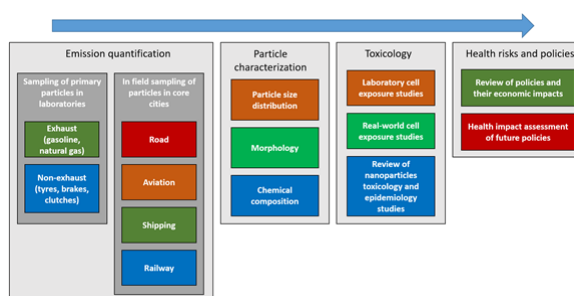 Emission quantification
Sampling of primary
particles in
laboratories
Exhaust
(gasoline,
natural gas)
Non-exhaust
(tyres, brakes,
clutches)
In field sampling of
particles in core
cities
Road
Aviation
Shipping
Railway
Particle
characterization
Particle size
distribution
Morphology
Chemical
composition
Toxicology
Laboratory cell
exposure studies
Real-world cell
exposure studies
Review of
nanoparticles
toxicology and
epidemiology
studies
Health risks and policies
Review of policies and
their economic impacts
Health impact assessment
of future policies